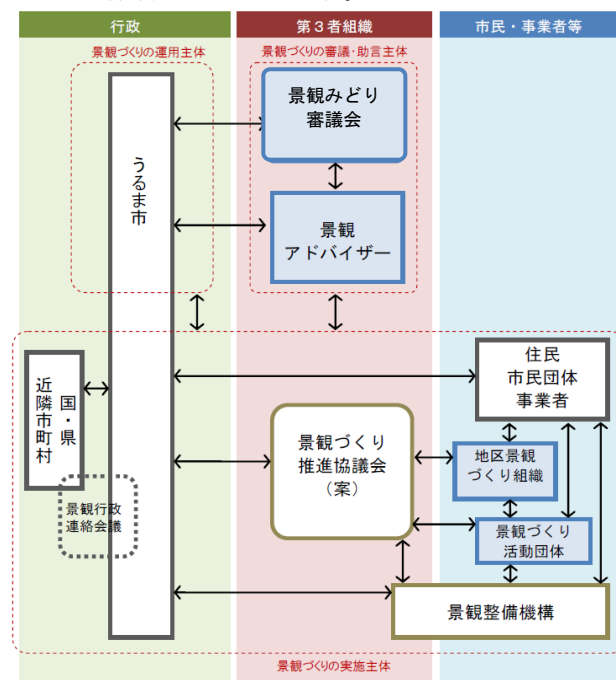 行政
第3者組織
市民・事業者等
景観づくりの運用主体
景観づくりの審議・助言主体
景観みどり
審議会
うるま市
景観
アドバイザー
国・県
近隣市町村
住民
市民団体
事業者
景観づくり
推進協議会
（案）
地区景観
づくり組織
景観行政
連絡会議
景観づくり
活動団体
景観整備機構
景観づくりの実施主体